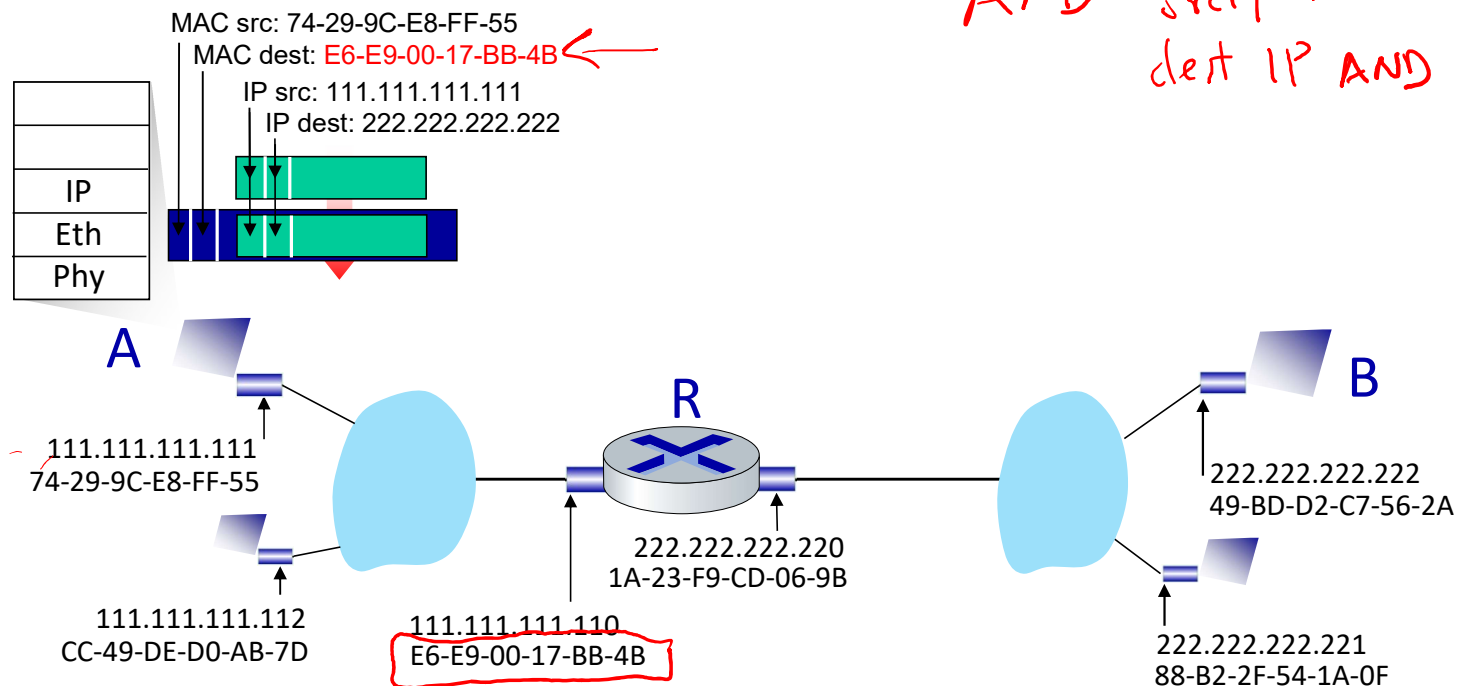 MAC src: 74-29-9C-E8-FF-55
MAC dest: E6-E9-00-17-BB-4B
IP src: 111.111.111.111
IP dest: 222.222.222.222
AND
dest IP AND
IP
Eth
Phy
A
R
B
111.111.111.111
74-29-9C-E8-FF-55
222.222.222.222
49-BD-D2-C7-56-2A
222.222.222.220
1A-23-F9-CD-06-9B
111.111.111.112
CC-49-DE-D0-AB-7D
111.111.111.110
E6-E9-00-17-BB-4B
222.222.222.221
88-B2-2F-54-1A-0F